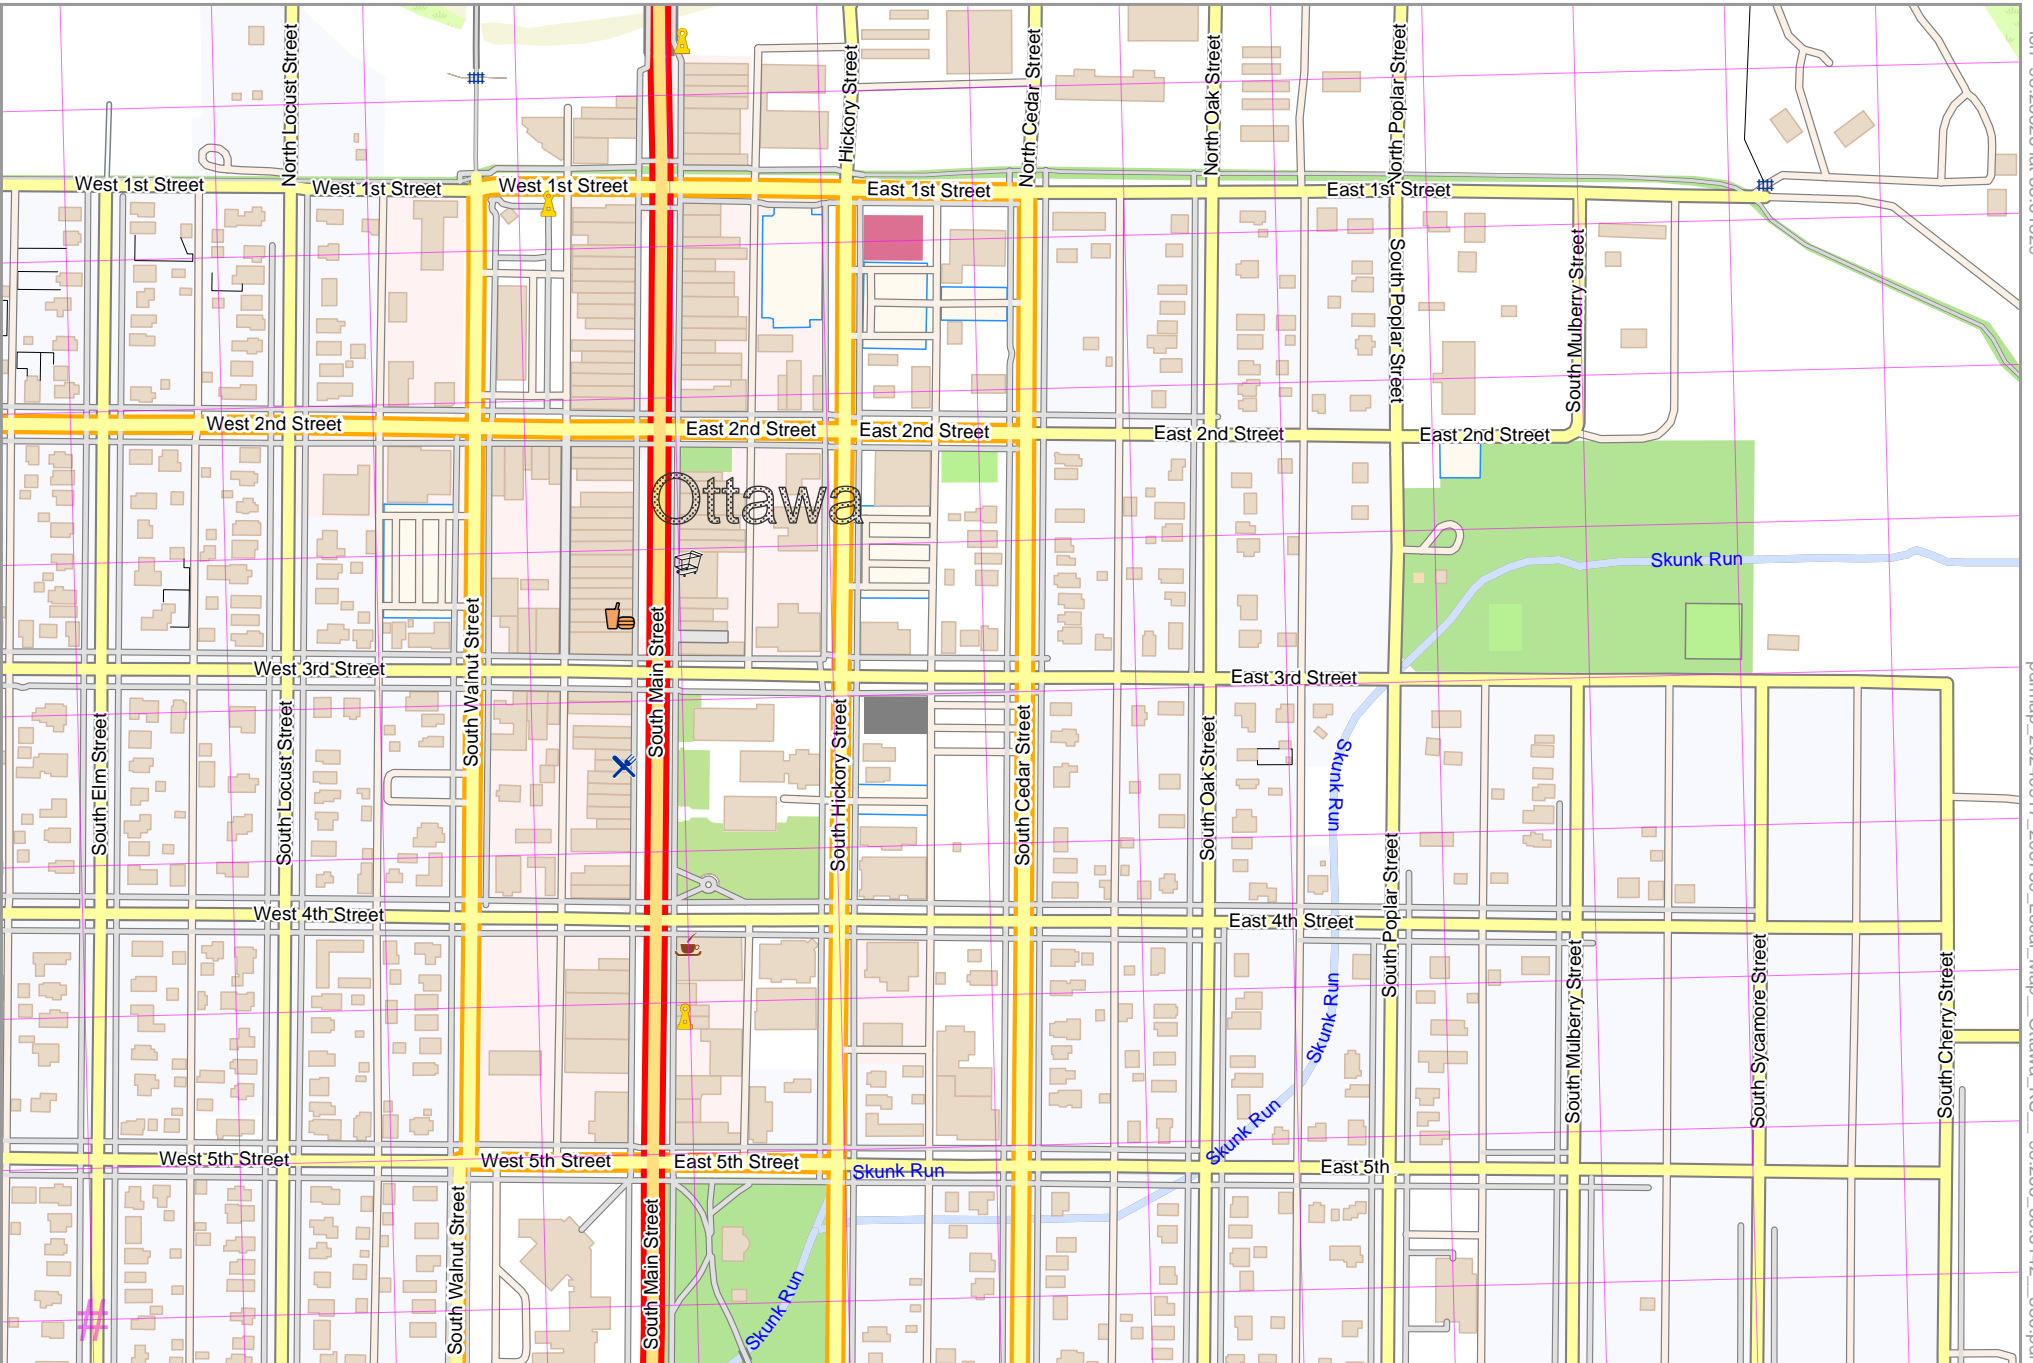 North Locust Street
Hickory Street
North Cedar Street
North Oak Street
North Poplar Street
West 1st Street
West 1st Street
West 1st Street
East 1st Street
East 1st Street
South Poplar Street
South Mulberry Street
West 2nd Street
East 2nd Street
East 2nd Street
East 2nd Street
East 2nd Street
Ottawa
Skunk Run
South Walnut Street
South Main Street
West 3rd Street
East 3rd Street
South Elm Street
South Locust Street
South Hickory Street
South Cedar Street
South Oak Street
Skunk Run
South Poplar Street
West 4th Street
East 4th Street
South Mulberry Street
South Sycamore Street
South Cherry Street
Skunk Run
Skunk Run
West 5th Street
West 5th Street
East 5th Street
Skunk Run
East 5th
South Walnut Street
South Main Street
Skunk Run
#